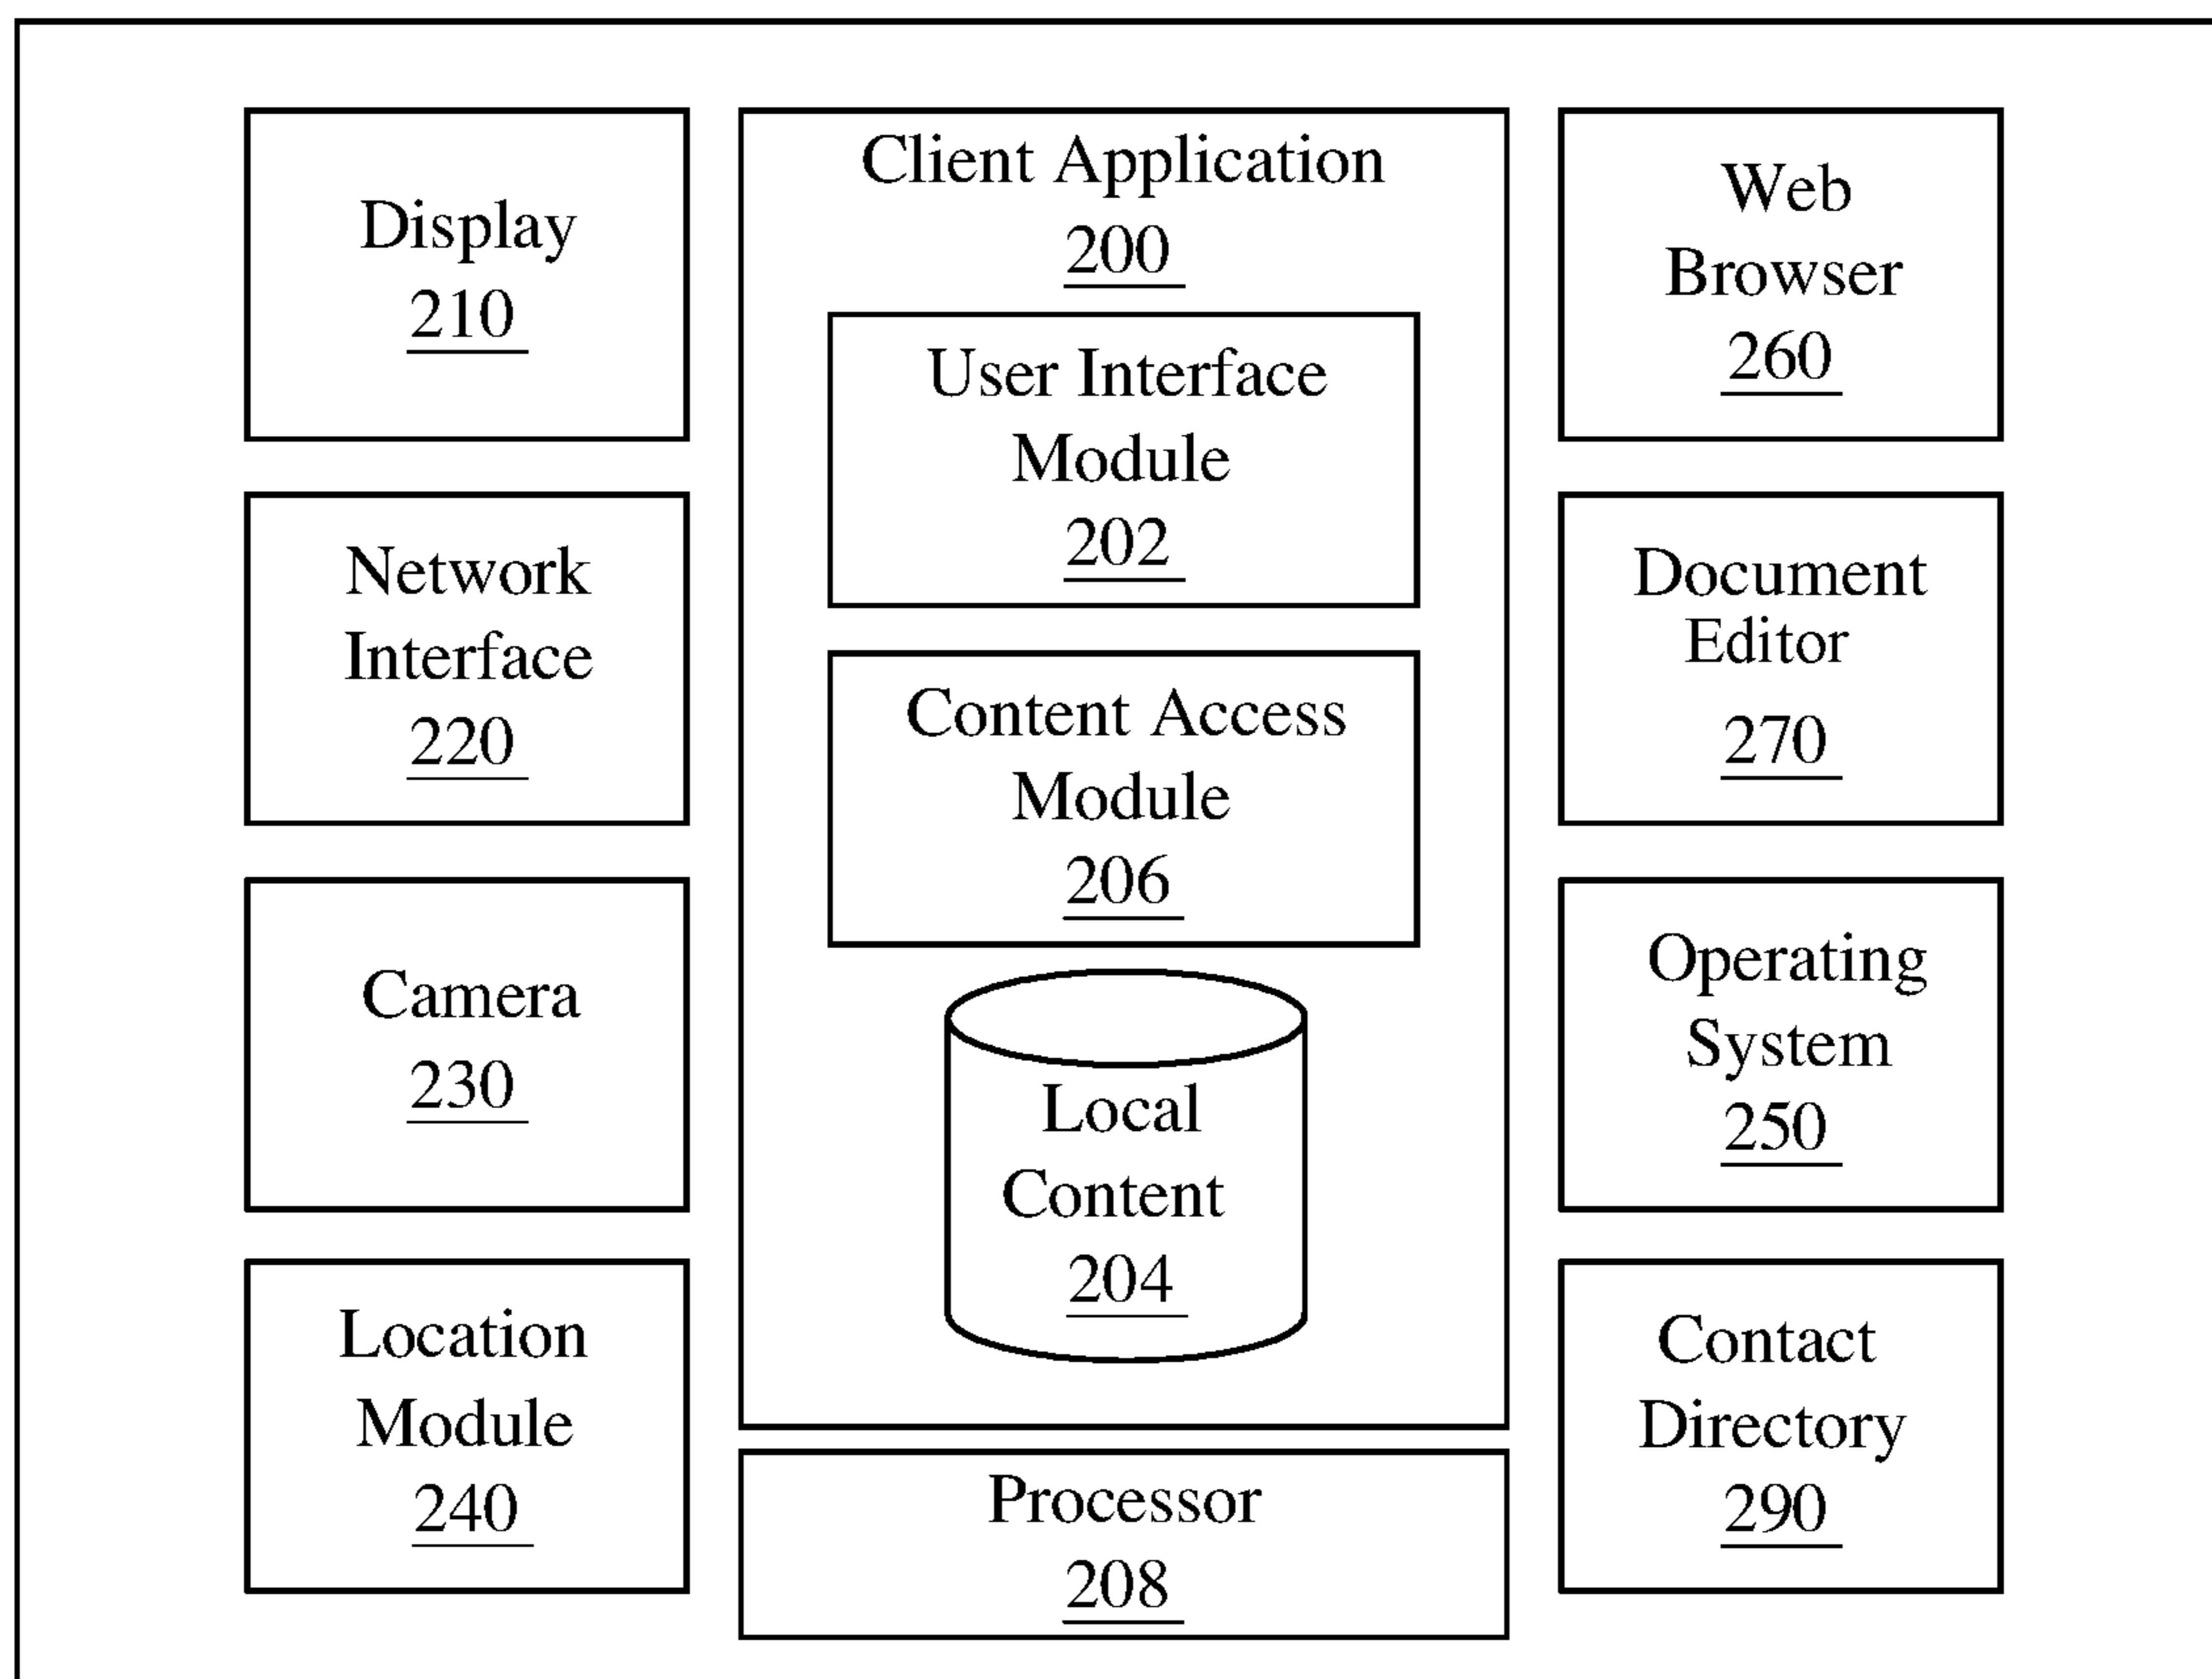 Display
210
Network
Interface
220
Camera
230
Location
Module
240
Client Application
200
User Interface
Module
202
Content Access
Module
206
Local
Content
204
Processor
208
Web
Browser
260
Document
Editor
270
Operating
System
250
Contact
Directory
290